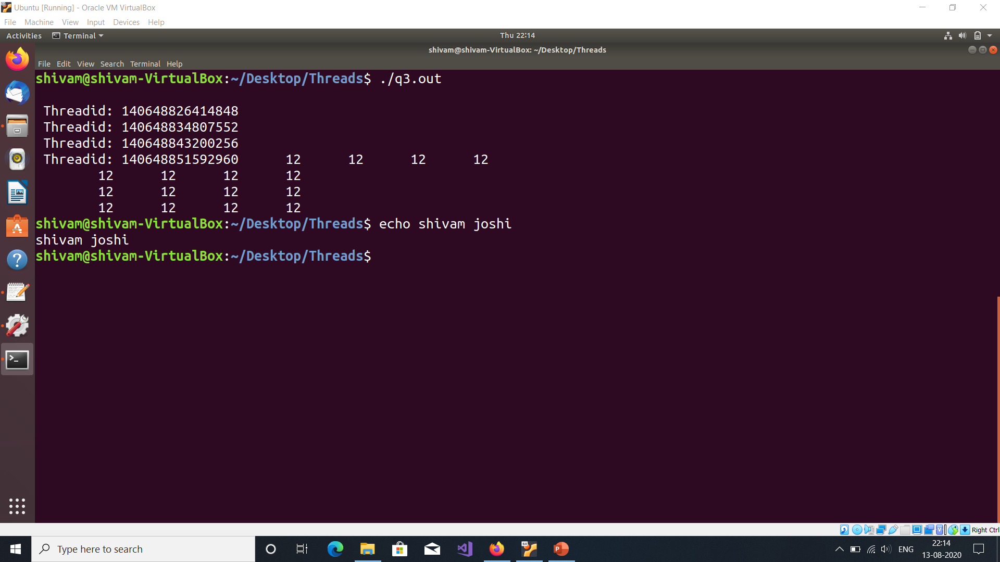 Ubuntu [Running] - Oracle VM VirtualBox
File Machine View Input Devices Help
Activities Terminal Thu 22:14
shivam@shivam-VirtualBox: ~/Desktop/Threads
File Edit View Search Terminal Help
shivam@shivam-VirtualBox:~/Desktop/Threads$ ./q3.out
Threadid: 140648826414848
Threadid: 140648834807552
Threadid: 140648843200256
Threadid: 140648851592960 12 12 12 12
12 12 12 12
12 12 12 12
12 12 12 12
shivam@shivam-VirtualBox:~/Desktop/Threads$ echo shivam joshi
shivam joshi
shivam@shivam-VirtualBox:~/Desktop/Threads$
Right Ctrl
Type here to search
ENG
22:14
13-08-2020